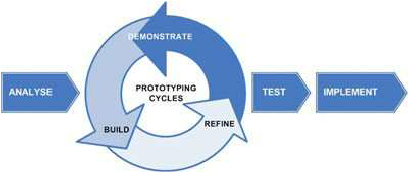 DEMONSTRATE
ANALYSE
PROTOTYPING
CYCLES
TEST
IMPLEMENT
BUILD
REFINE